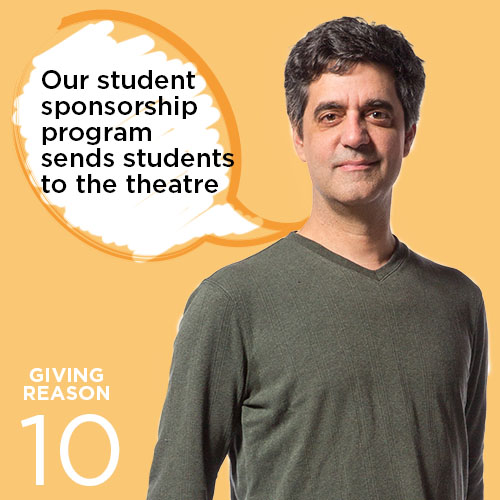 Our student
sponsorship
program
sends students
to the theatre
GIVING
REASON
10